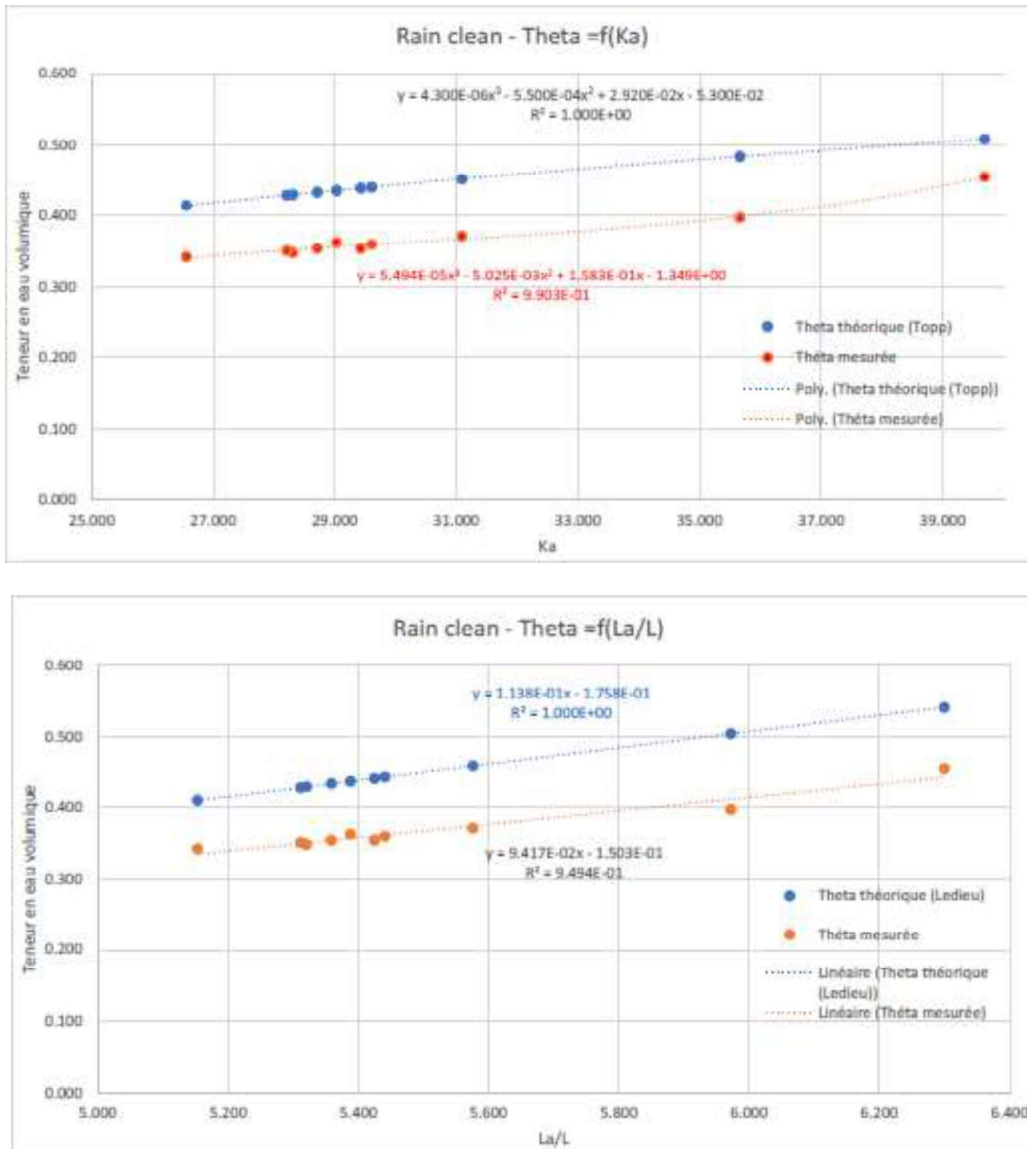 Rain clean - Theta =f(Ka)
y = 4.300E-06x³ - 5.500E-04x² + 2.920E-02x - 5.300E-02
R² = 1.000E+00
y = 5.494E-05x³ - 5.025E-03x² + 1.583E-01x - 1.349E+00
R² = 9.903E-01
Teneur en eau volumique
0.600
0.500
0.400
0.300
0.200
0.100
0.000
Theta théorique (Topp)
Théta mesurée
Poly. (Theta théorique (Topp))
Poly. (Théta mesurée)
25.000 27.000 29.000 31.000 33.000 35.000 37.000 39.000
Ka
Rain clean - Theta =f(La/L)
y = 1.138E-01x - 1.758E-01
R² = 1.000E+00
y = 9.417E-02x - 1.503E-01
R² = 9.494E-01
Teneur en eau volumique
0.600
0.500
0.400
0.300
0.200
0.100
0.000
Theta théorique (Ledieu)
Théta mesurée
Linéaire (Theta théorique
(Ledieu))
Linéaire (Théta mesurée)
5.000 5.200 5.400 5.600 5.800 6.000 6.200 6.400
La/L